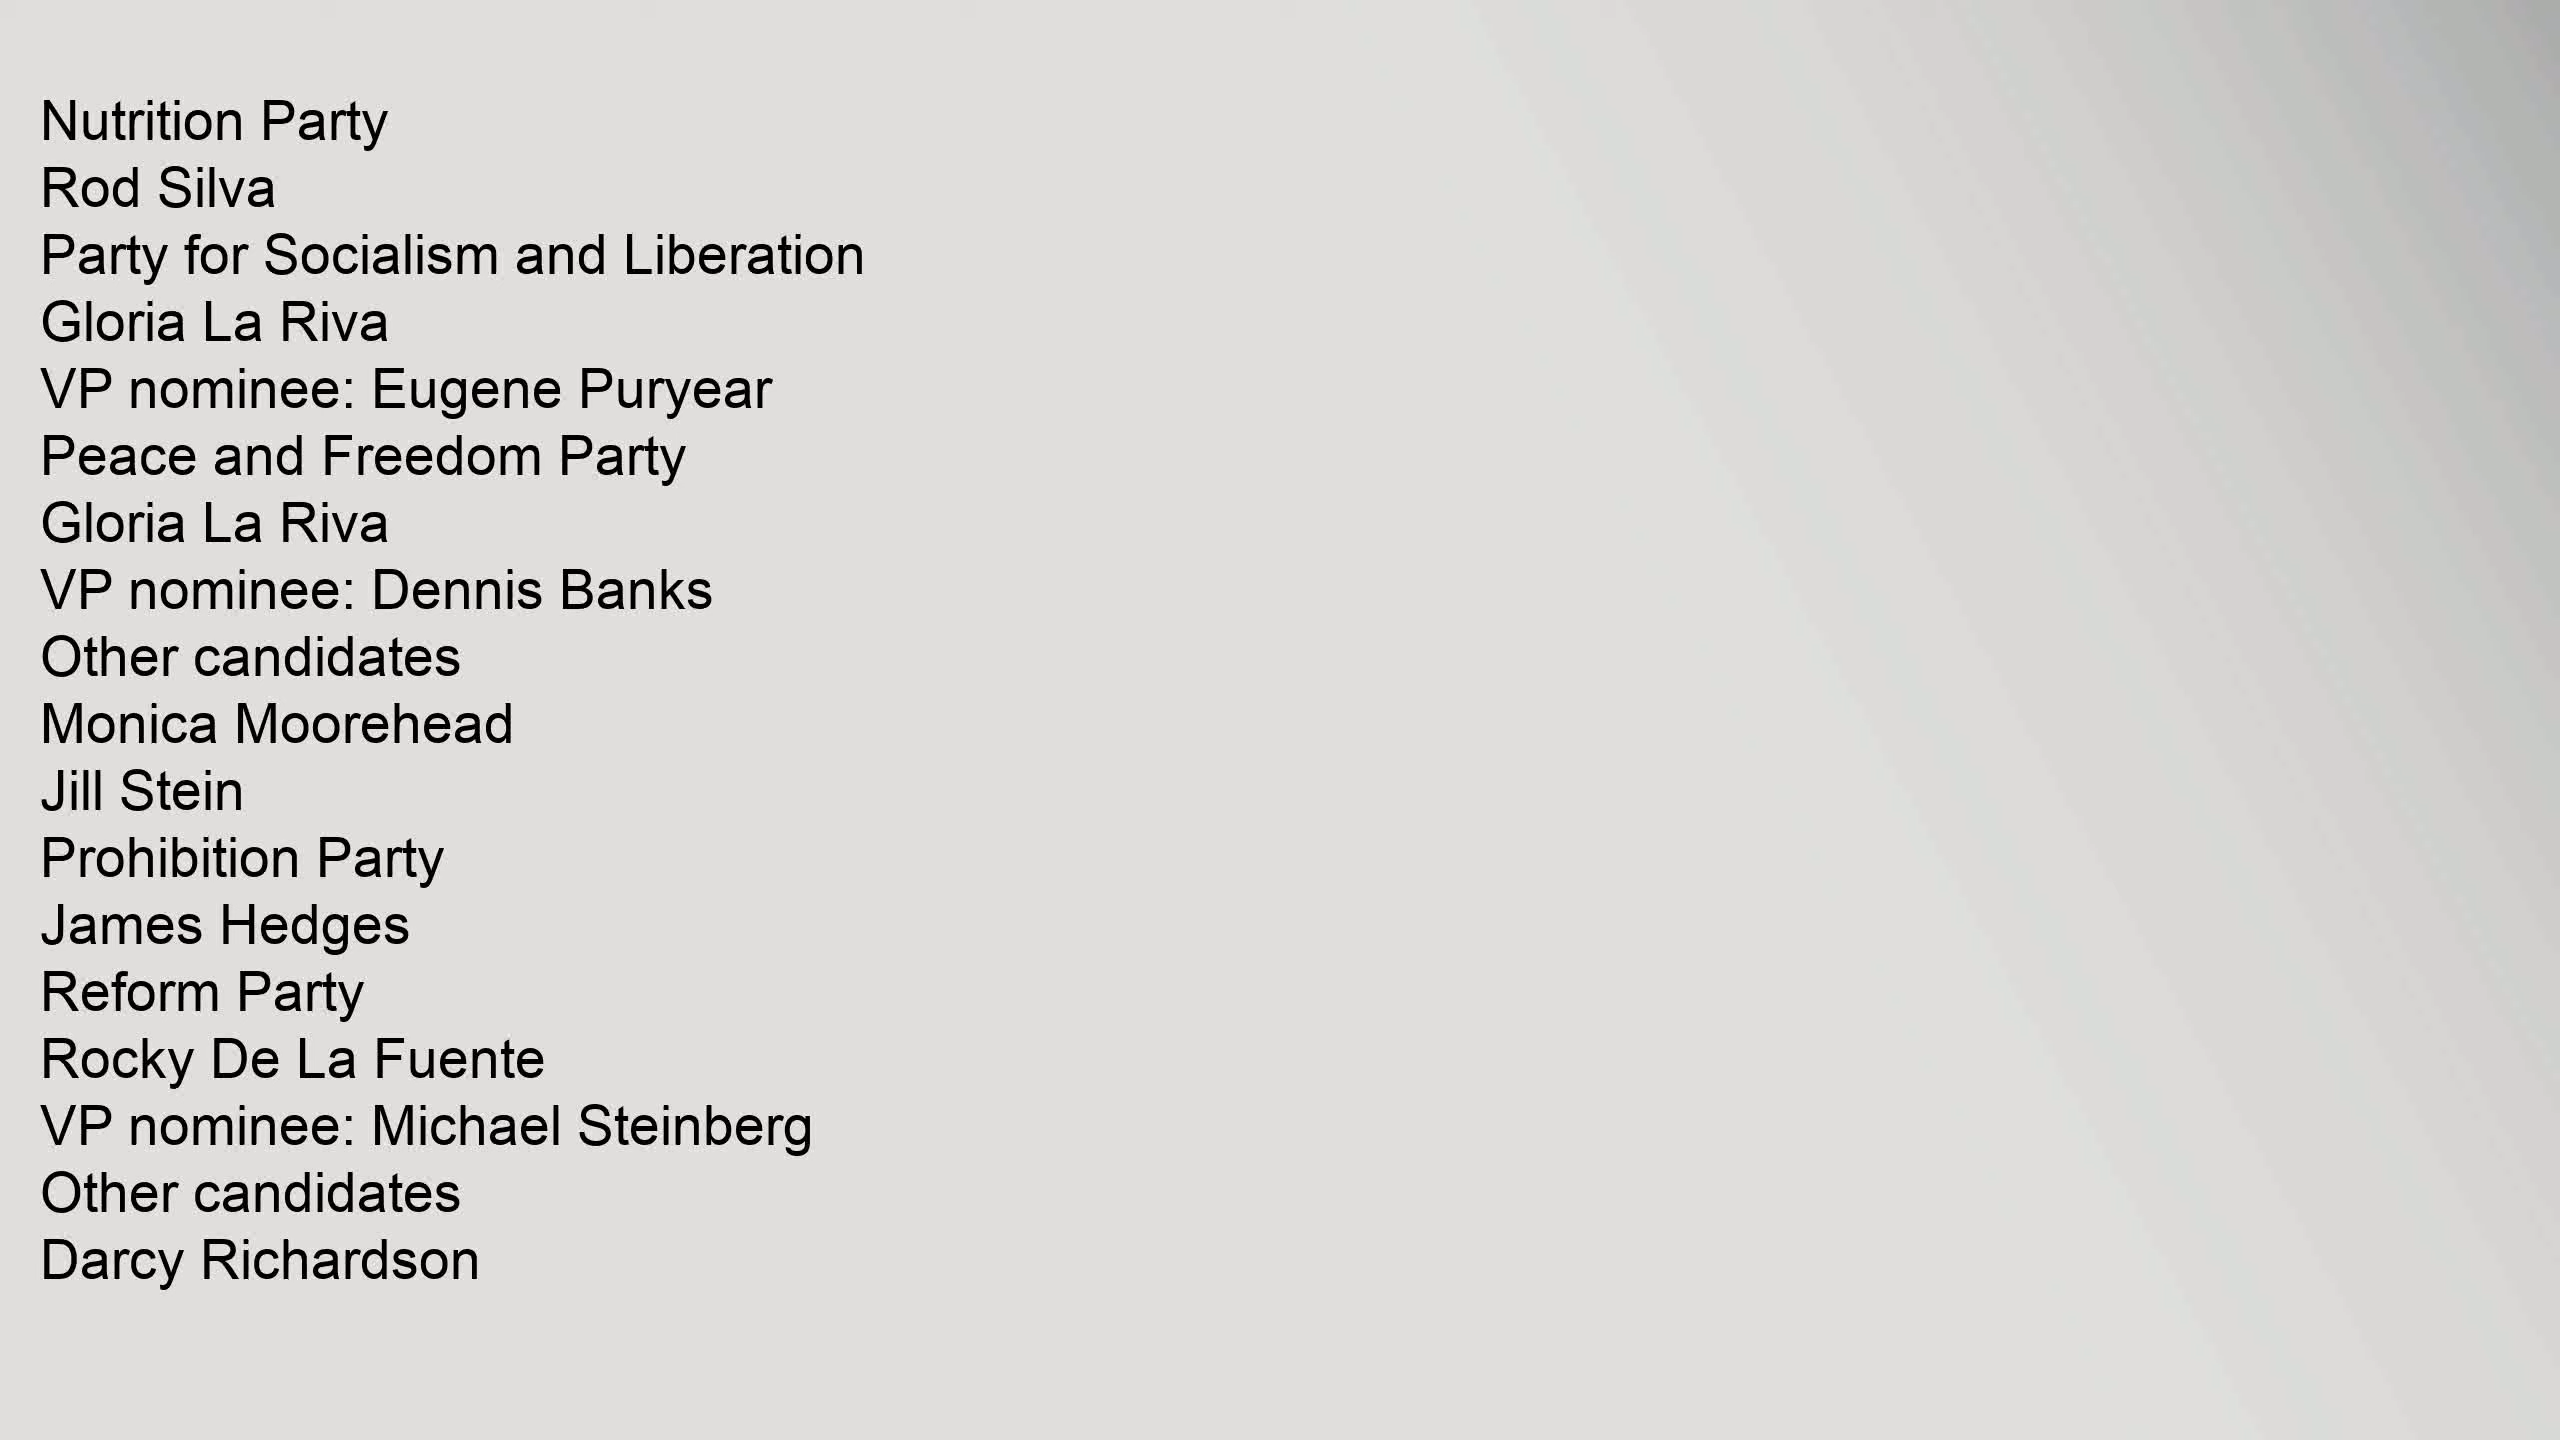 Nutrition Party
Rod Silva
Party for Socialism and Liberation
Gloria La Riva
VP nominee: Eugene Puryear
Peace and Freedom Party
Gloria La Riva
VP nominee: Dennis Banks
Other candidates
Monica Moorehead
Jill Stein
Prohibition Party
James Hedges
Reform Party
Rocky De La Fuente
VP nominee: Michael Steinberg
Other candidates
Darcy Richardson